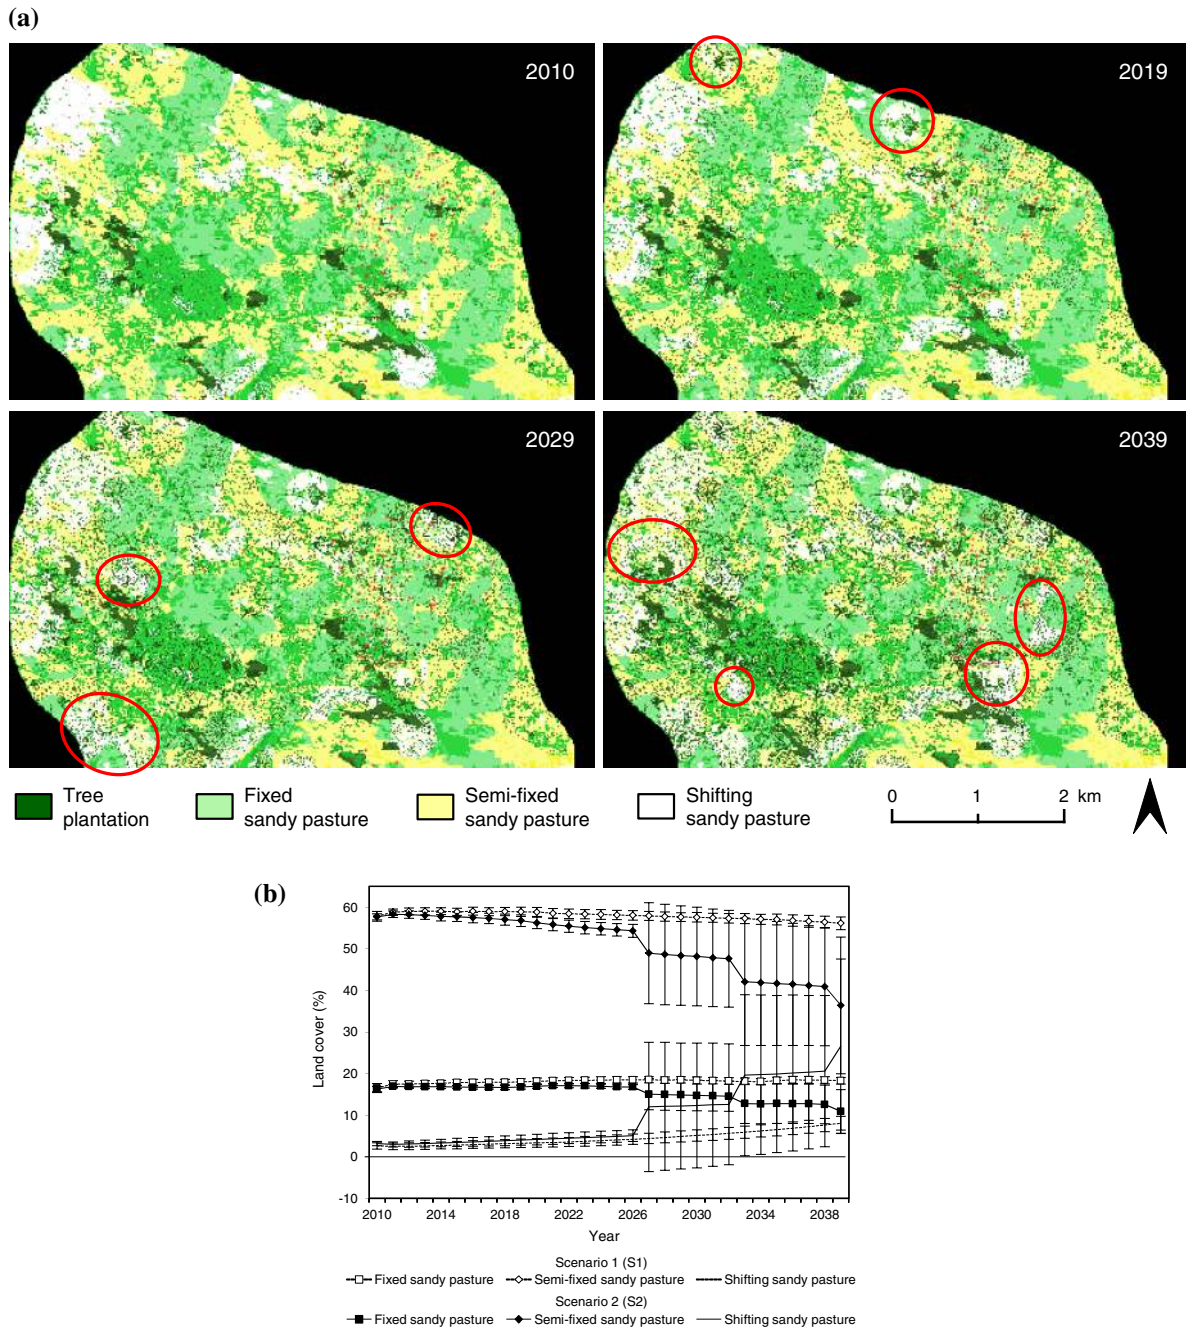 (a)
2010
2019
2029
2039
Tree plantation
Fixed sandy pasture
Semi-fixed sandy pasture
Shifting sandy pasture
0 1 2 km
(b)
Land cover (%)
60
50
40
30
20
10
0
-10
2010 2014 2018 2022 2026 2030 2034 2038
Year
Scenario 1 (S1)
Fixed sandy pasture Semi-fixed sandy pasture Shifting sandy pasture
Scenario 2 (S2)
Fixed sandy pasture Semi-fixed sandy pasture Shifting sandy pasture